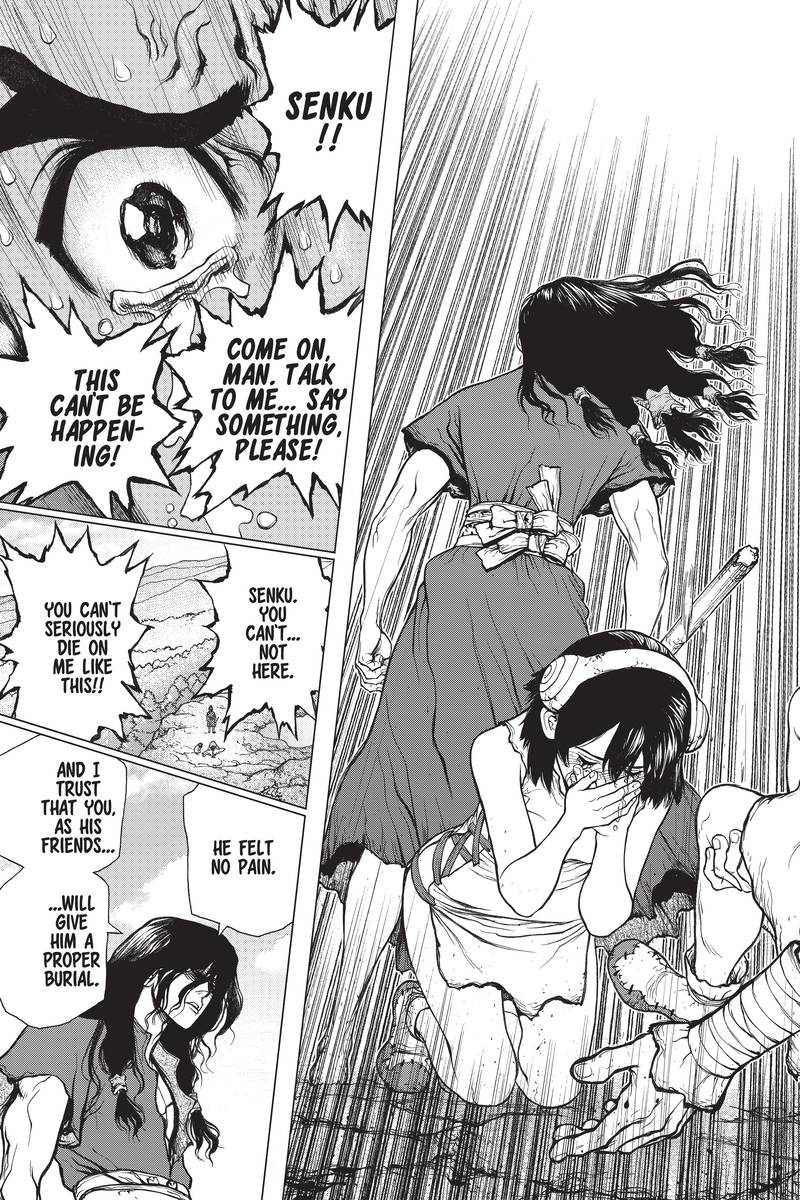 SENKU
!!
COME ON,
MAN. TALK
TO ME... SAY
SOMETHING,
PLEASE!
THIS
CAN'T BE
HAPPEN-
ING!
SENKU.
YOU
CAN'T...
NOT
HERE.
YOU CAN'T
SERIOUSLY
DIE ON
ME LIKE
THIS!!
HE FELT
NO PAIN.
AND I
TRUST
THAT YOU,
AS HIS
FRIENDS...
...WILL
GIVE
HIM A
PROPER
BURIAL.